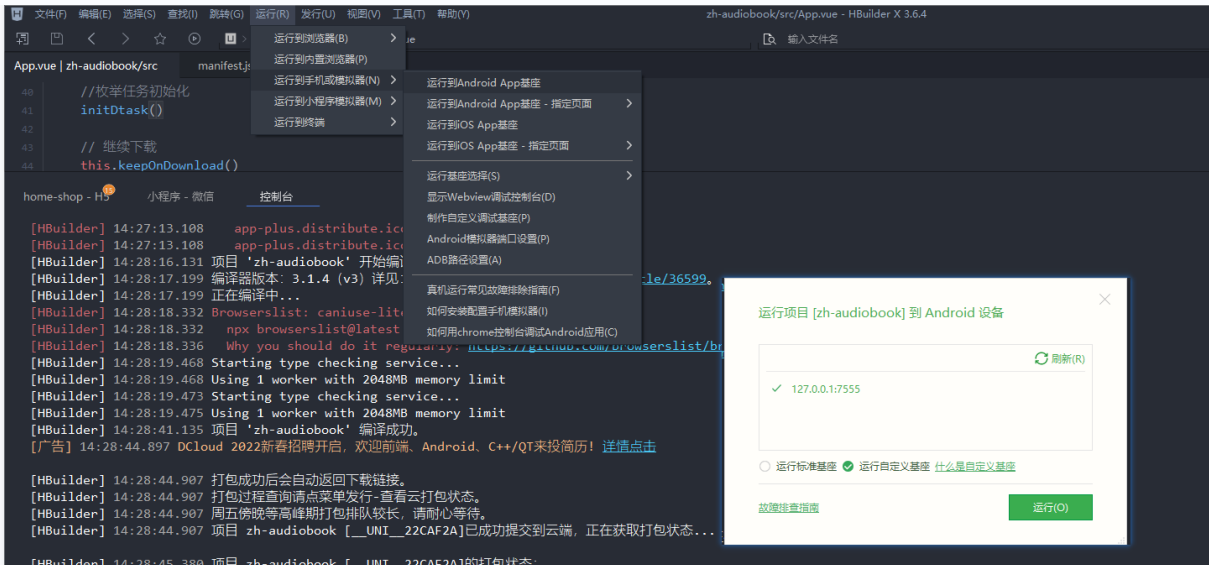 文件(F) 编辑(E) 选择(S) 查找(I) 跳转(G) 运行(R) 发行(U) 视图(V) 工具(T) 帮助(Y) zh-audiobook/src/App.vue - HBuilder X 3.6.4
输入文件名
App.vue | zh-audiobook/src manifest.js
40 //枚举任务初始化
41 initDtask()
42
43 // 继续下载
44 this.keepOnDownload()
运行到浏览器(B)
运行到内置浏览器(P)
运行到手机或模拟器(N)
运行到小程序模拟器(M)
运行到终端
运行到Android App基座
运行到Android App基座 - 指定页面
运行到iOS App基座
运行到iOS App基座 - 指定页面
运行基座选择(S)
显示Webview调试控制台(D)
制作自定义调试基座(P)
Android模拟器端口设置(P)
ADB路径设置(A)
真机运行常见故障排除指南(F)
如何安装配置手机模拟器(I)
如何用chrome控制台调试Android应用(C)
home-shop - H5 15 小程序 - 微信 控制台
[HBuilder] 14:27:13.108 app-plus.distribute.ic
[HBuilder] 14:27:13.108 app-plus.distribute.ic
[HBuilder] 14:28:16.131 项目 'zh-audiobook' 开始编
[HBuilder] 14:28:17.199 编译器版本: 3.1.4 (v3) 详见: cle/36599。
[HBuilder] 14:28:17.199 正在编译中...
[HBuilder] 14:28:18.332 Browserslist: caniuse-lite
[HBuilder] 14:28:18.332 npx browserslist@latest
[HBuilder] 14:28:18.336 Why you should do it regularly: https://github.com/browserslist/br
[HBuilder] 14:28:19.468 Starting type checking service...
[HBuilder] 14:28:19.468 Using 1 worker with 2048MB memory limit
[HBuilder] 14:28:19.473 Starting type checking service...
[HBuilder] 14:28:19.475 Using 1 worker with 2048MB memory limit
[HBuilder] 14:28:41.135 项目 'zh-audiobook' 编译成功。
[广告] 14:28:44.897 DCloud 2022新春招聘开启，欢迎前端、Android、C++/QT来投简历! 详情点击
[HBuilder] 14:28:44.907 打包成功后会自动返回下载链接。
[HBuilder] 14:28:44.907 打包过程查询请点菜单发行-查看云打包状态。
[HBuilder] 14:28:44.907 周五傍晚等高峰期打包排队较长，请耐心等待。
[HBuilder] 14:28:44.907 项目 zh-audiobook [__UNI__22CAF2A]已成功提交到云端，正在获取打包状态...
[HBuilder] 14:28:45.380 项目 zh-audiobook [__UNI__22CAF2A]的打包状态:
运行项目 [zh-audiobook] 到 Android 设备
刷新(R)
127.0.0.1:7555
运行标准基座 运行自定义基座 什么是自定义基座
故障排查指南 运行(O)